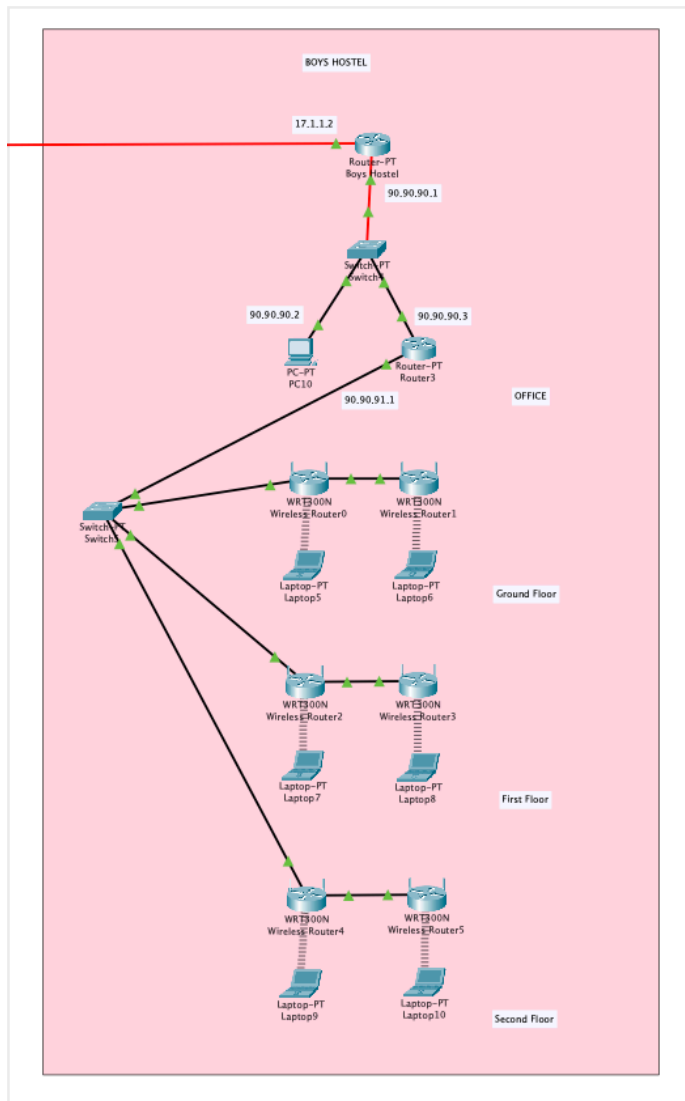 BOYS HOSTEL
17.1.1.2
Router-PT
Boys Hostel
90.90.90.1
Switch-PT
Switch4
90.90.90.2
90.90.90.3
PC-PT
PC10
Router-PT
Router3
90.90.91.1
OFFICE
Switch-PT
Switch5
WRT300N
Wireless Router0
WRT300N
Wireless Router1
Laptop-PT
Laptop5
Laptop-PT
Laptop6
Ground Floor
WRT300N
Wireless Router2
WRT300N
Wireless Router3
Laptop-PT
Laptop7
Laptop-PT
Laptop8
First Floor
WRT300N
Wireless Router4
WRT300N
Wireless Router5
Laptop-PT
Laptop9
Laptop-PT
Laptop10
Second Floor